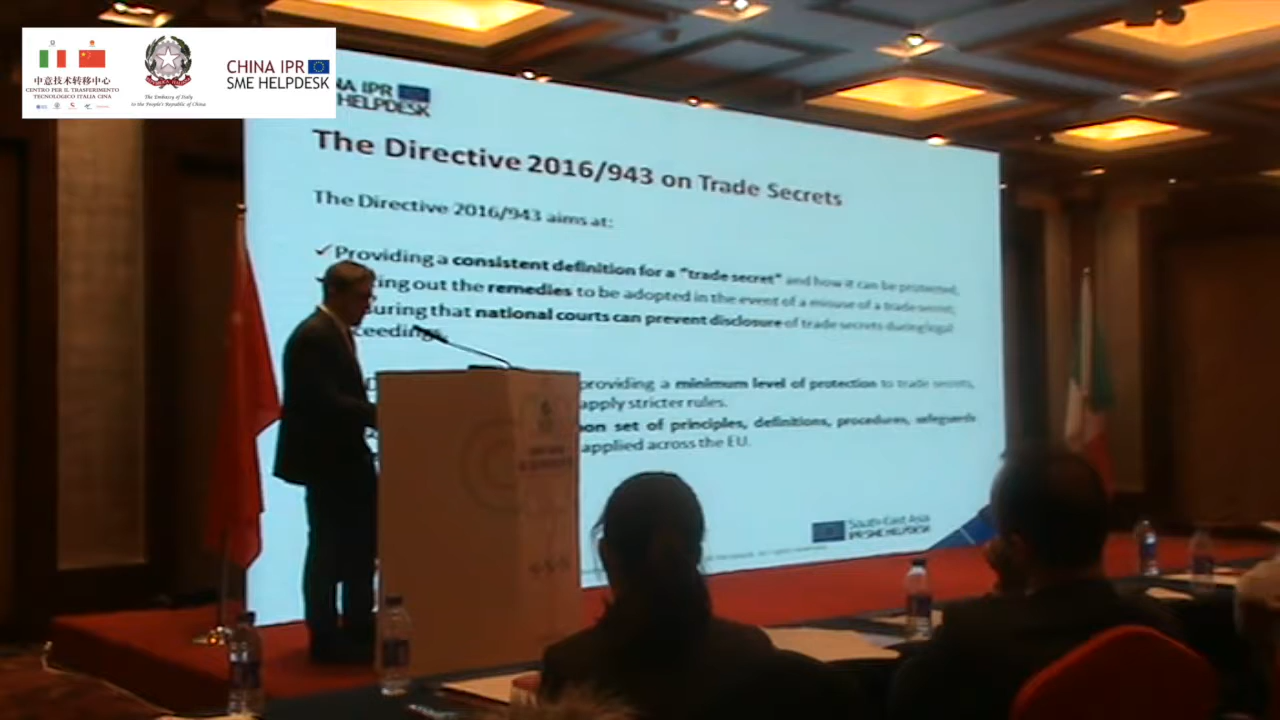 中意技术转移中心
CENTRO PER IL TRASFERIMENTO
TECNOLOGICO ITALIA CINA
The Embassy of Italy
to the People's Republic of China
CHINA IPR
SME HELPDESK
NA IPR
HELPDESK
The Directive 2016/943 on Trade Secrets
The Directive 2016/943 aims at:
✓ Providing a consistent definition for a "trade secret" and how it can be protected;
out the remedies to be adopted in the event of a misuse of a trade secret;
that national courts can prevent disclosure of trade secrets during legal
providing a minimum level of protection to trade secrets,
apply stricter rules.
set of principles, definitions, procedures, safeguards
applied across the EU.
South-East Asia
IPR SME HELPDESK